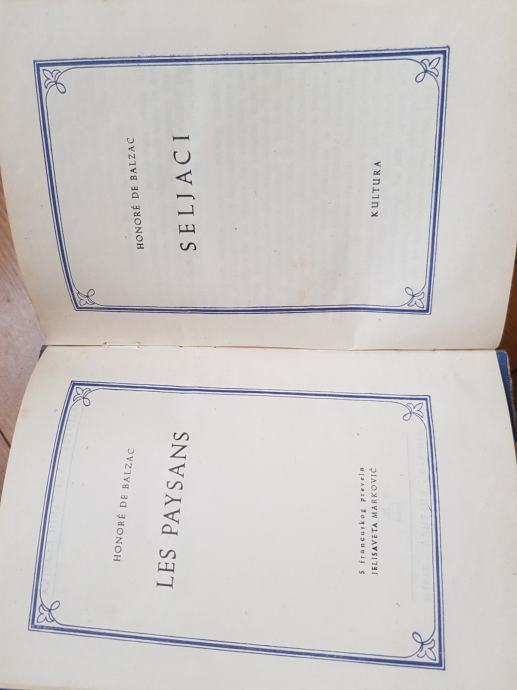 HONORÉ DE BALZAC
LES PAYSANS
S francuskog prevela
JELISAVETA MARKOVIĆ
HONORÉ DE BALZAC
SELJACI
KULTURA